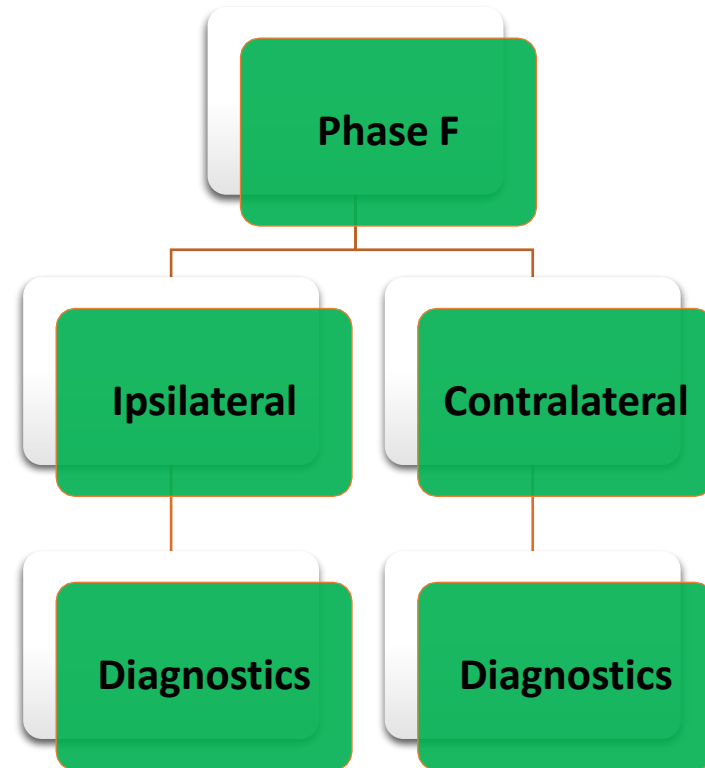 Phase F
Ipsilateral
Contralateral
Diagnostics
Diagnostics